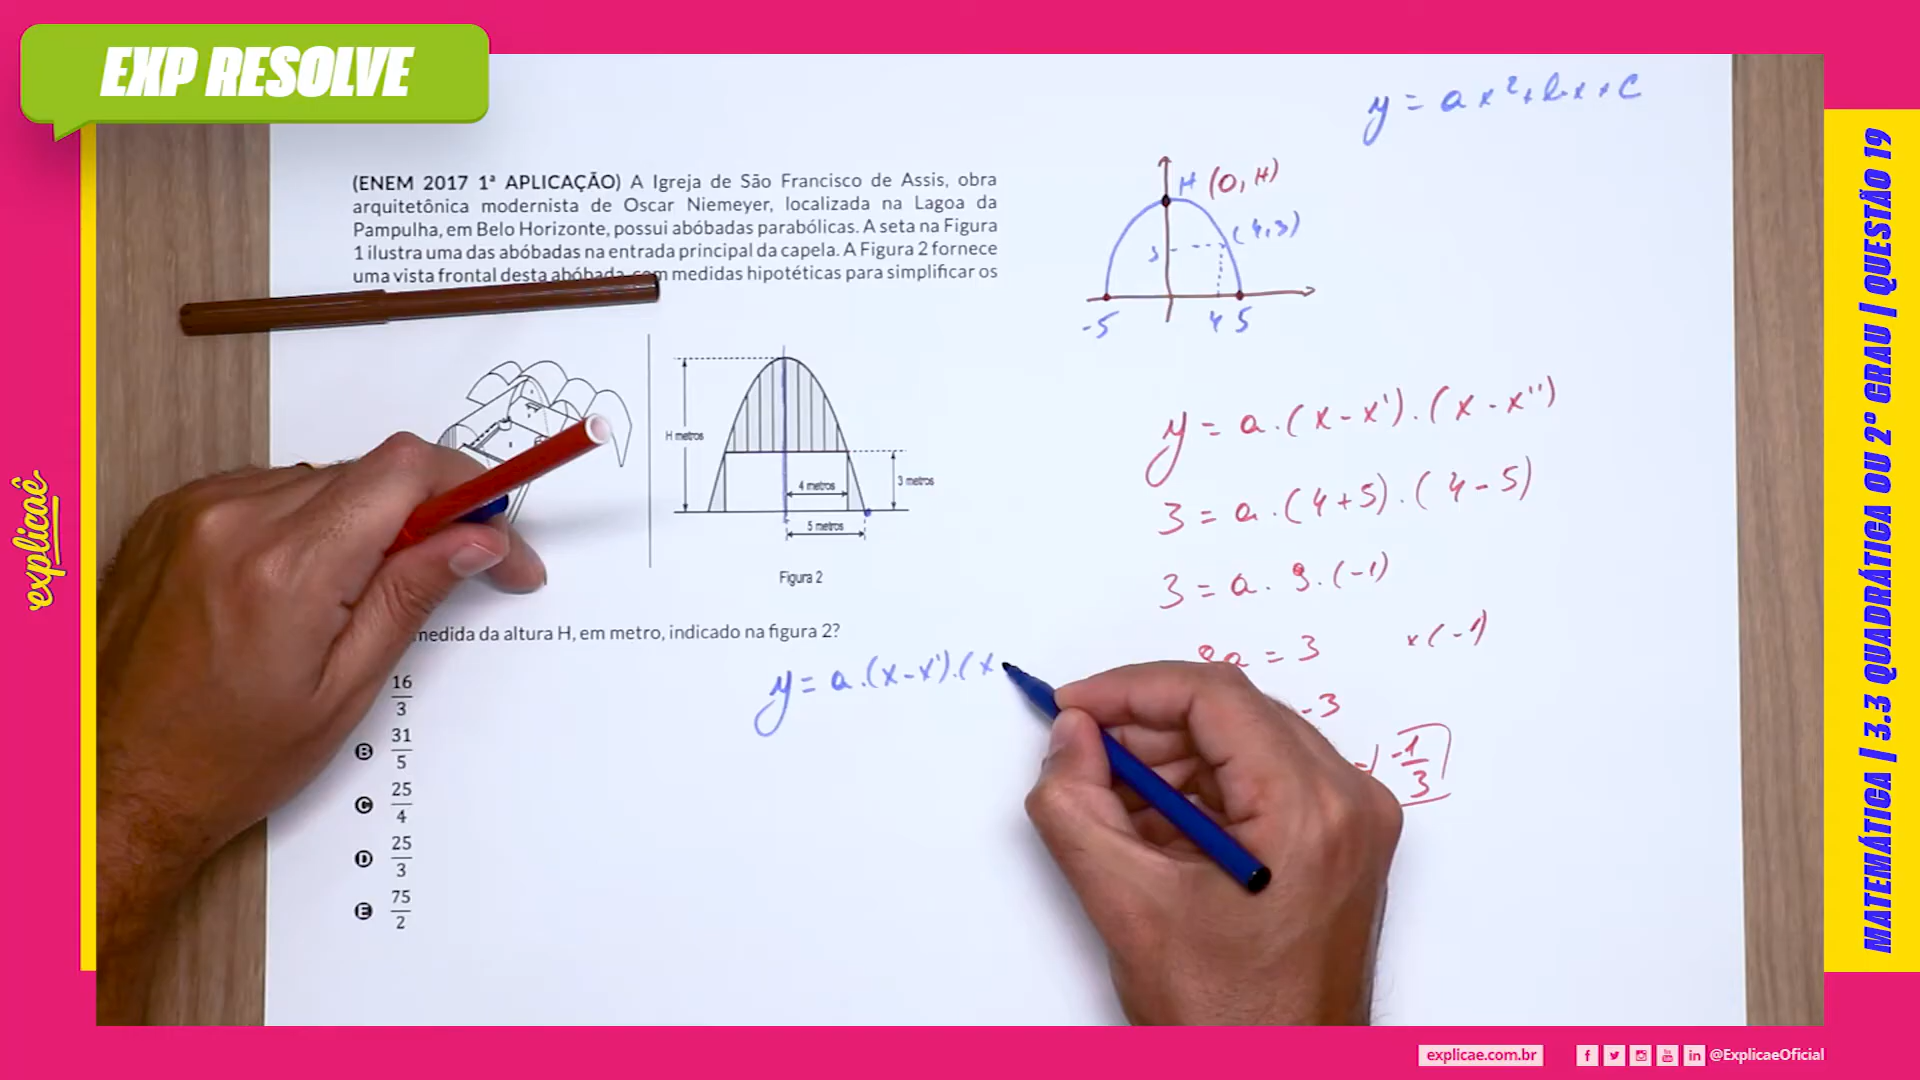 EXP RESOLVE
y = ax² + bx + c
(ENEM 2017 1ª APLICAÇÃO) A Igreja de São Francisco de Assis, obra
arquitetônica modernista de Oscar Niemeyer, localizada na Lagoa da
Pampulha, em Belo Horizonte, possui abóbadas parabólicas. A seta na Figura
1 ilustra uma das abóbadas na entrada principal da capela. A Figura 2 fornece
uma vista frontal desta abóbada, com medidas hipotéticas para simplificar os
H (0, H)
(4,3)
3
-5 4 5
H metros
4 metros
3 metros
5 metros
Figura 2
y = a.(x - x').(x - x'')
3 = a.(4+5).(4-5)
3 = a. 9.(-1)
9a = 3 x(-1)
-3
-1/3
medida da altura H, em metro, indicado na figura 2?
y = a.(x-x').(x
16/3
B 31/5
C 25/4
D 25/3
E 75/2
explicaê
MATEMÁTICA | 3.3 QUADRÁTICA OU 2º GRAU | QUESTÃO 19
explicae.com.br
@ExplicaeOficial